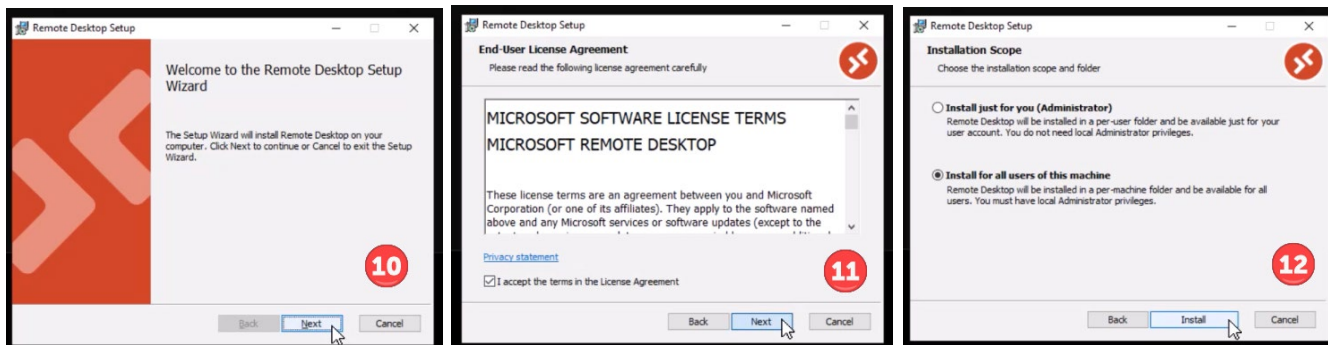 Remote Desktop Setup
Welcome to the Remote Desktop Setup
Wizard
The Setup Wizard will install Remote Desktop on your
computer. Click Next to continue or Cancel to exit the Setup
Wizard.
10
Back Next Cancel
Remote Desktop Setup
End-User License Agreement
Please read the following license agreement carefully
MICROSOFT SOFTWARE LICENSE TERMS
MICROSOFT REMOTE DESKTOP
These license terms are an agreement between you and Microsoft
Corporation (or one of its affiliates). They apply to the software named
above and any Microsoft services or software updates (except to the
Privacy statement
I accept the terms in the License Agreement
11
Back Next Cancel
Remote Desktop Setup
Installation Scope
Choose the installation scope and folder
Install just for you (Administrator)
Remote Desktop will be installed in a per-user folder and be available just for your
user account. You do not need local Administrator privileges.
Install for all users of this machine
Remote Desktop will be installed in a per-machine folder and be available for all
users. You must have local Administrator privileges.
12
Back Install Cancel